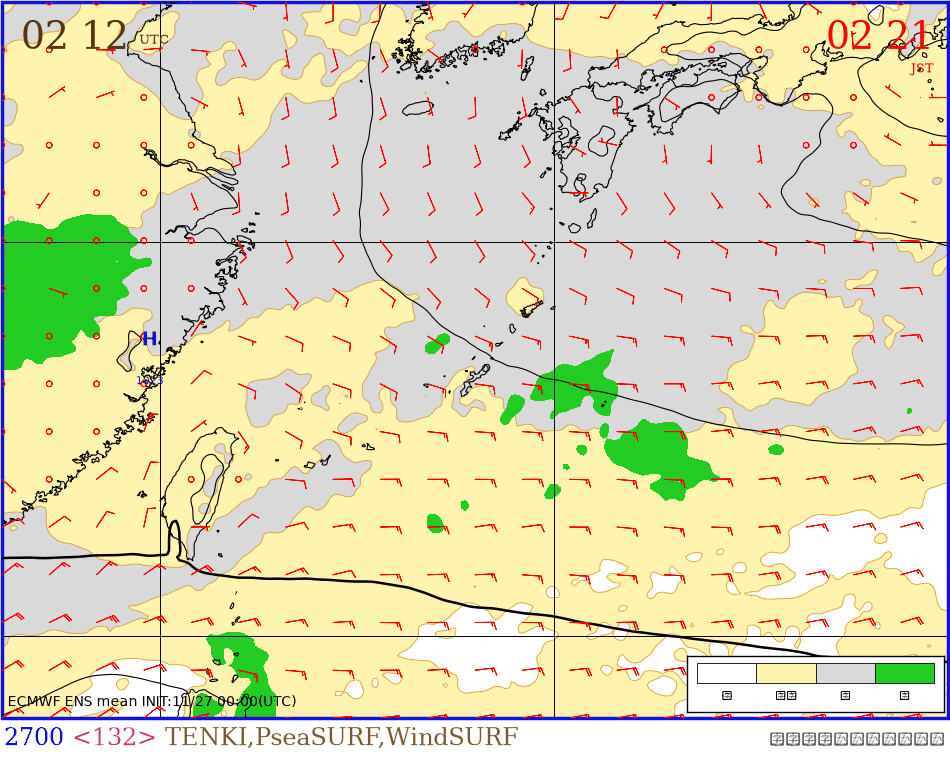 02 12 UTC
02 21
JST
H
ECMWF ENS mean INIT:11/27 00:00(UTC)
2700 <132> TENKI,PseaSURF,WindSURF